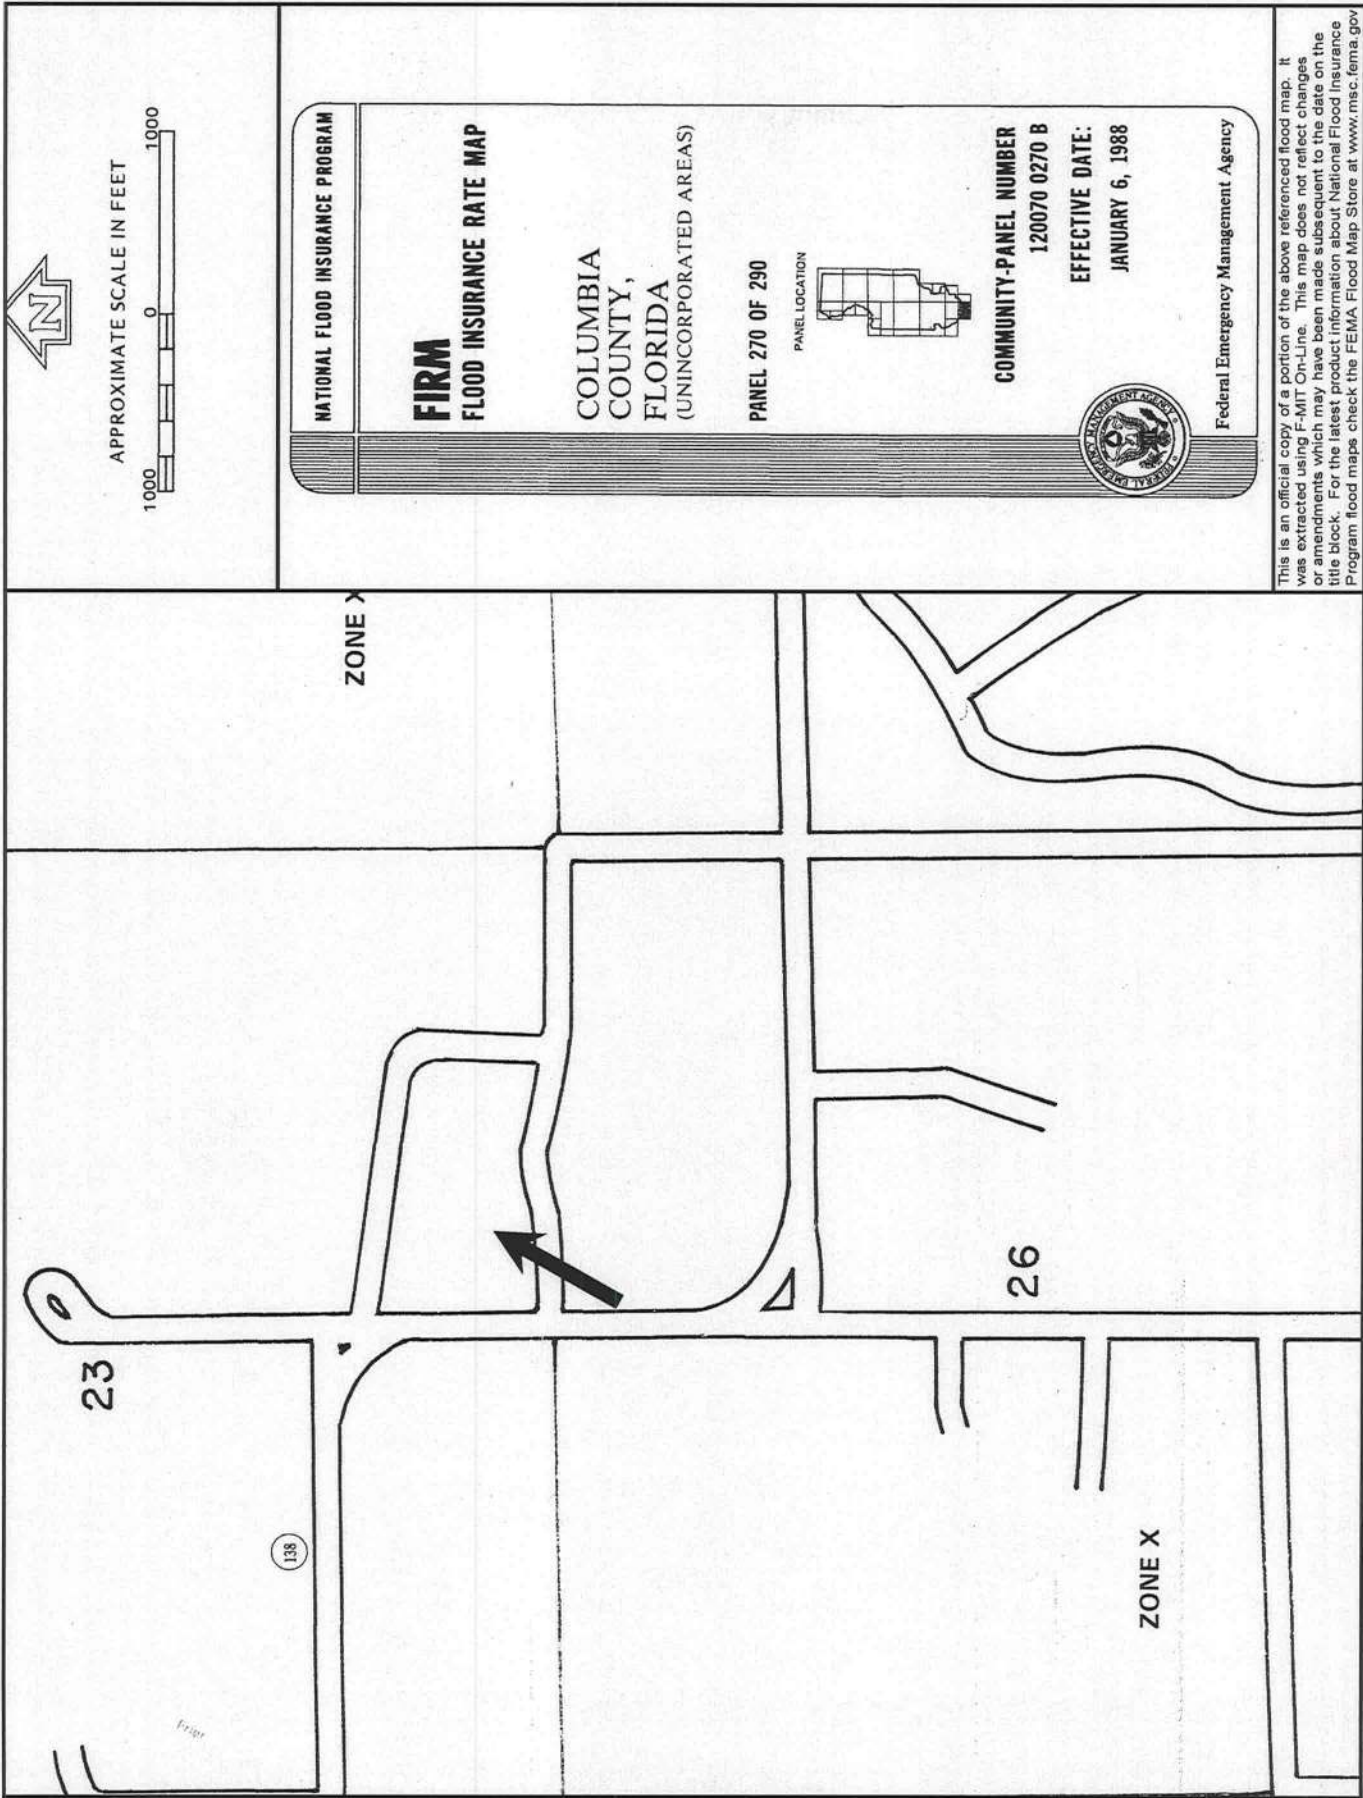 APPROXIMATE SCALE IN FEET
1000 0 1000
N
NATIONAL FLOOD INSURANCE PROGRAM
FIRM
FLOOD INSURANCE RATE MAP
COLUMBIA
COUNTY,
FLORIDA
(UNINCORPORATED AREAS)
PANEL 270 OF 290
PANEL LOCATION
COMMUNITY-PANEL NUMBER
120070 0270 B
EFFECTIVE DATE:
JANUARY 6, 1988
FEDERAL EMERGENCY MANAGEMENT AGENCY
Federal Emergency Management Agency
This is an official copy of a portion of the above referenced flood map. It
was extracted using F-MIT On-Line. This map does not reflect changes
or amendments which may have been made subsequent to the date on the
title block. For the latest product information about National Flood Insurance
Program flood maps check the FEMA Flood Map Store at www.msc.fema.gov
ZONE X
23
138
26
ZONE X